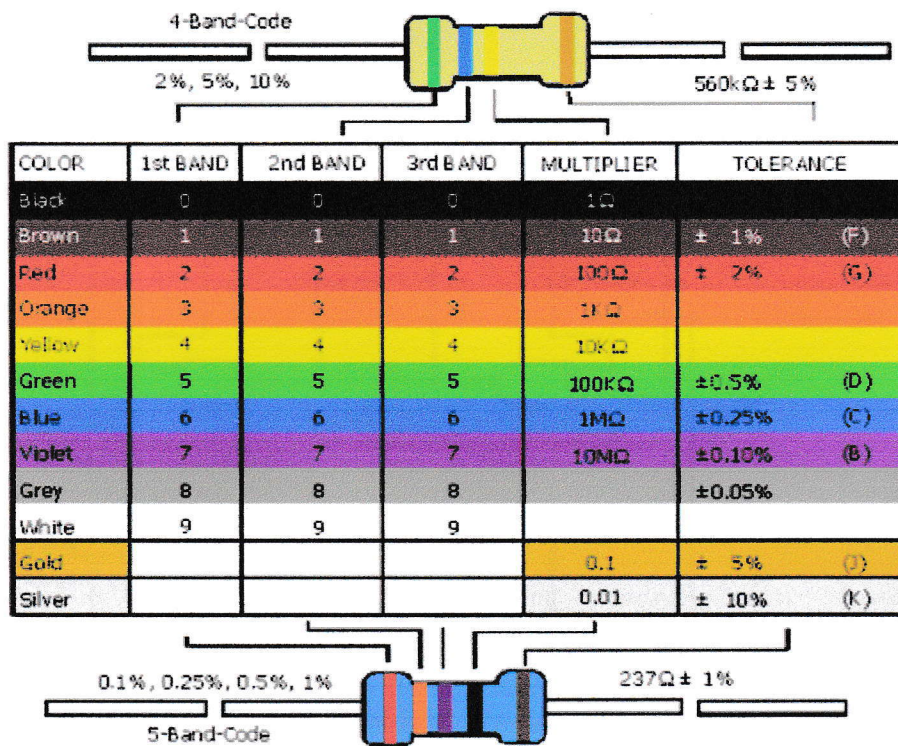 4-Band-Code
2%, 5%, 10%
560kΩ ± 5%
COLOR 1st BAND 2nd BAND 3rd BAND MULTIPLIER TOLERANCE
Black 0 0 0 1Ω
Brown 1 1 1 10Ω ± 1% (F)
Red 2 2 2 100Ω ± 2% (G)
Orange 3 3 3 1KΩ
Yellow 4 4 4 10KΩ
Green 5 5 5 100KΩ ±0.5% (D)
Blue 6 6 6 1MΩ ±0.25% (C)
Violet 7 7 7 10MΩ ±0.10% (B)
Grey 8 8 8 ±0.05%
White 9 9 9
Gold 0.1 ± 5% (J)
Silver 0.01 ± 10% (K)
0.1%, 0.25%, 0.5%, 1%
237Ω ± 1%
5-Band-Code